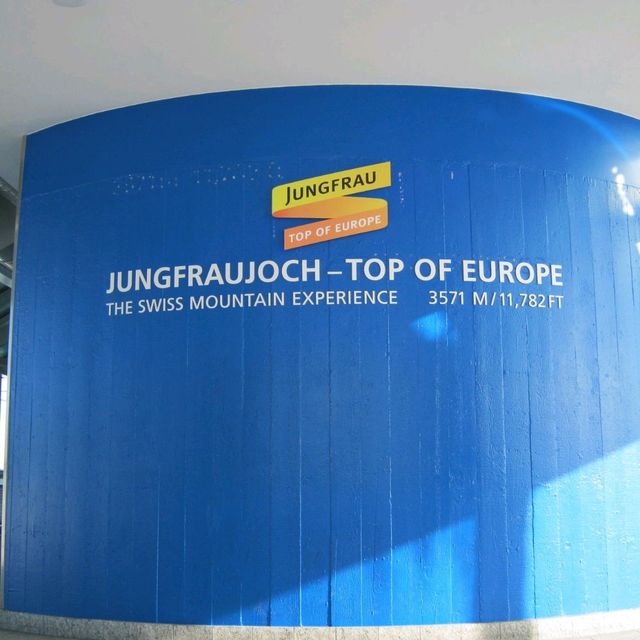 JUNGFRAU
TOP OF EUROPE
JUNGFRAUJOCH – TOP OF EUROPE
THE SWISS MOUNTAIN EXPERIENCE 3571 M/11,782 FT